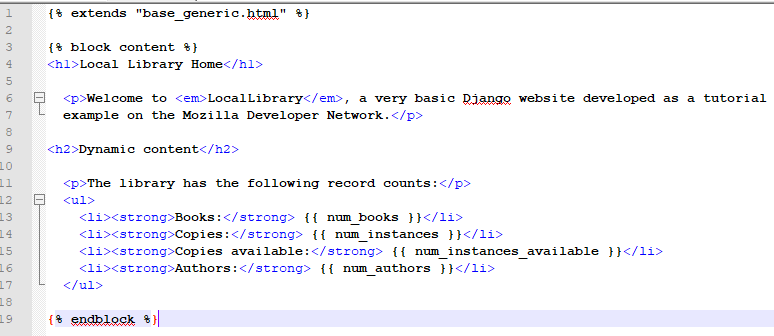 1 {% extends "base_generic.html" %}
2
3 {% block content %}
4 <h1>Local Library Home</h1>
5
6 <p>Welcome to <em>LocalLibrary</em>, a very basic Django website developed as a tutorial
7 example on the Mozilla Developer Network.</p>
8
9 <h2>Dynamic content</h2>
10
11 <p>The library has the following record counts:</p>
12 <ul>
13 <li><strong>Books:</strong> {{ num_books }}</li>
14 <li><strong>Copies:</strong> {{ num_instances }}</li>
15 <li><strong>Copies available:</strong> {{ num_instances_available }}</li>
16 <li><strong>Authors:</strong> {{ num_authors }}</li>
17 </ul>
18
19 {% endblock %}